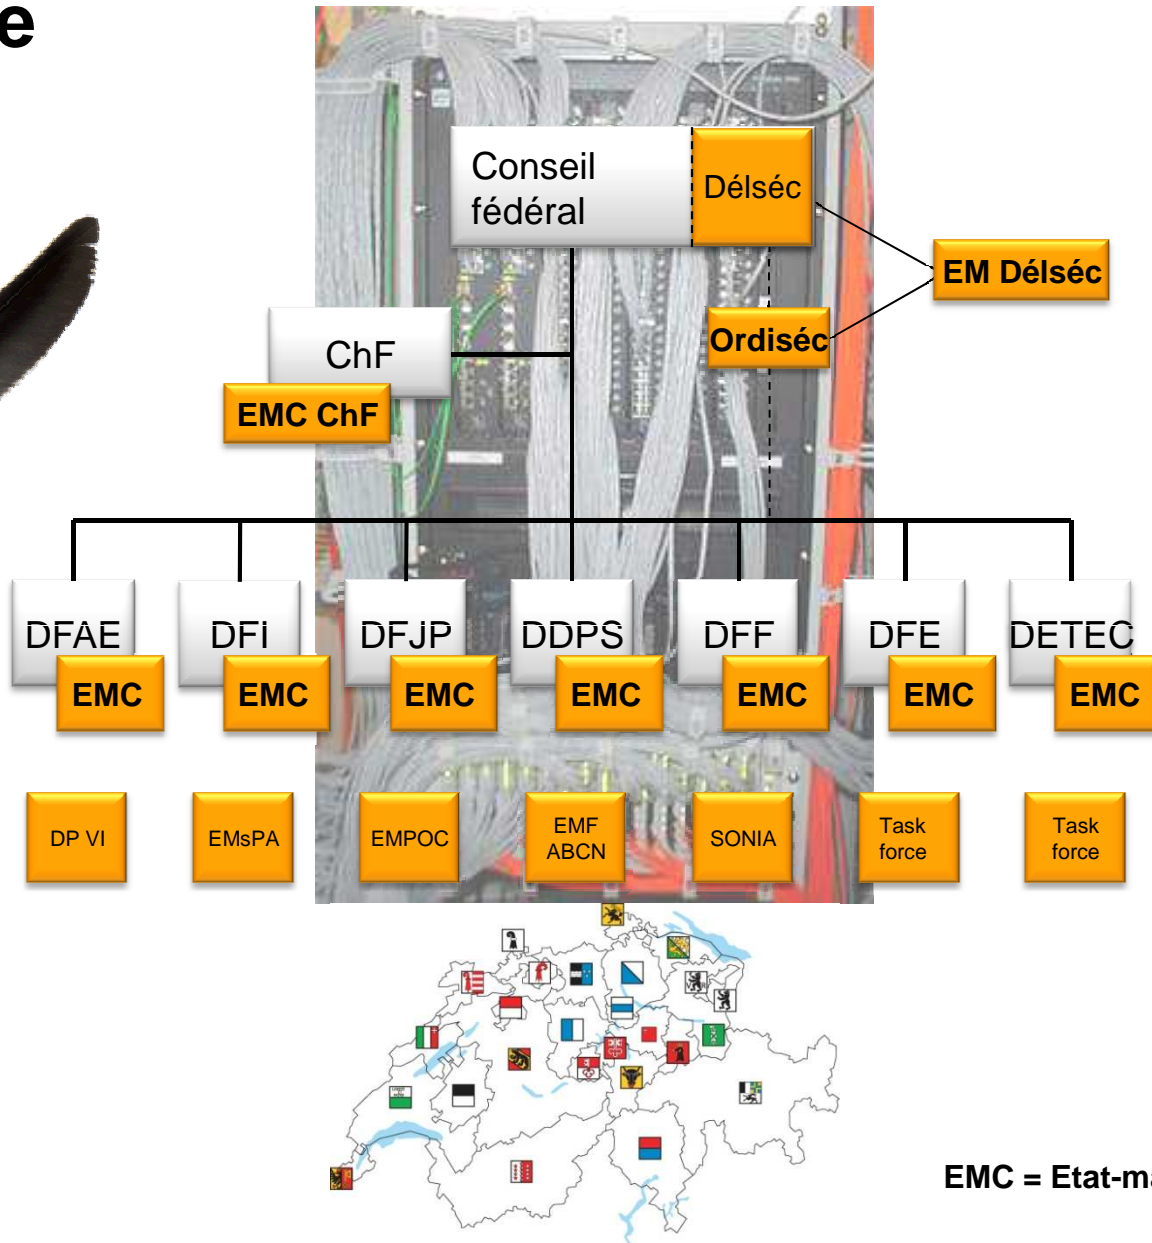 e
Conseil
fédéral
Délséc
EM Délséc
Ordiséc
ChF
EMC ChF
DFAE
DFI
DFJP
DDPS
DFF
DFE
DETEC
EMC
EMC
EMC
EMC
EMC
EMC
EMC
DP VI
EMsPA
EMPOC
EMF
ABCN
SONIA
Task
force
Task
force
EMC = Etat-ma